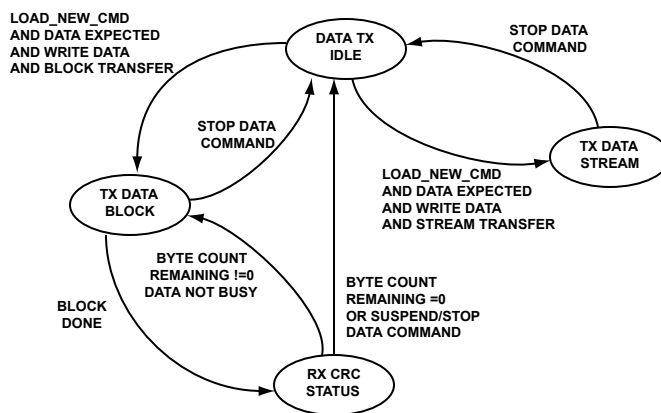 LOAD_NEW_CMD
AND DATA EXPECTED
AND WRITE DATA
AND BLOCK TRANSFER
DATA TX
IDLE
STOP DATA
COMMAND
STOP DATA
COMMAND
TX DATA
STREAM
TX DATA
BLOCK
LOAD_NEW_CMD
AND DATA EXPECTED
AND WRITE DATA
AND STREAM TRANSFER
BYTE COUNT
REMAINING !=0
DATA NOT BUSY
BYTE COUNT
REMAINING =0
OR SUSPEND/STOP
DATA COMMAND
BLOCK
DONE
RX CRC
STATUS